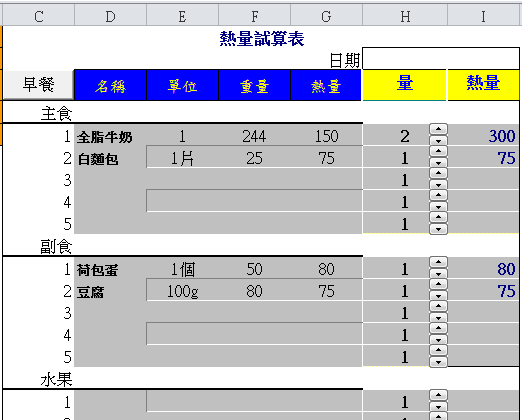 C D E F G H I
熱量試算表
日期
早餐 名稱 單位 重量 熱量 量 熱量
主食
1 全脂牛奶 1 244 150 2 300
2 白麵包 1片 25 75 1 75
3 1
4 1
5 1
副食
1 荷包蛋 1個 50 80 1 80
2 豆腐 100g 80 75 1 75
3 1
4 1
5 1
水果
1 1